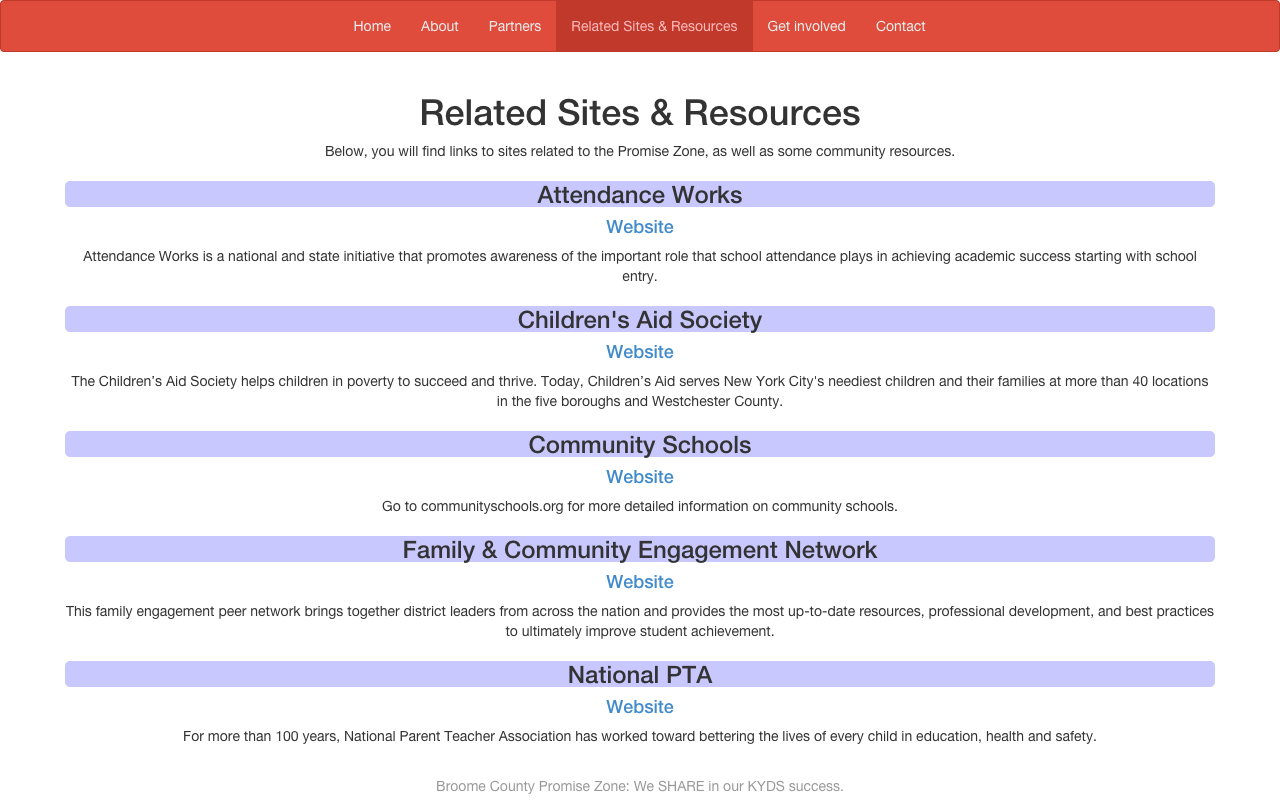 Home About Partners Related Sites & Resources Get involved Contact
Related Sites & Resources
Below, you will find links to sites related to the Promise Zone, as well as some community resources.
Attendance Works
Website
Attendance Works is a national and state initiative that promotes awareness of the important role that school attendance plays in achieving academic success starting with school
entry.
Children's Aid Society
Website
The Children’s Aid Society helps children in poverty to succeed and thrive. Today, Children’s Aid serves New York City's neediest children and their families at more than 40 locations
in the five boroughs and Westchester County.
Community Schools
Website
Go to communityschools.org for more detailed information on community schools.
Family & Community Engagement Network
Website
This family engagement peer network brings together district leaders from across the nation and provides the most up-to-date resources, professional development, and best practices
to ultimately improve student achievement.
National PTA
Website
For more than 100 years, National Parent Teacher Association has worked toward bettering the lives of every child in education, health and safety.
Broome County Promise Zone: We SHARE in our KYDS success.